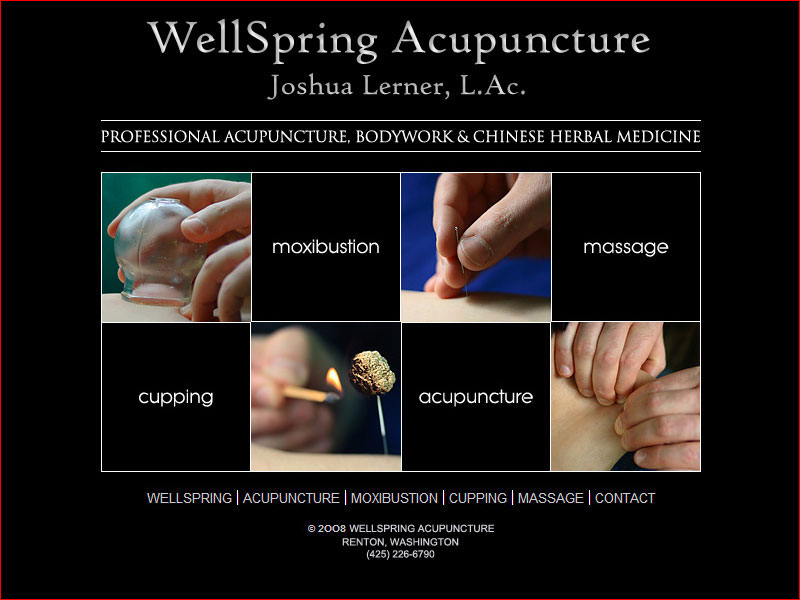 WellSpring Acupuncture
Joshua Lerner, L.Ac.
PROFESSIONAL ACUPUNCTURE, BODYWORK & CHINESE HERBAL MEDICINE
moxibustion
massage
cupping
acupuncture
WELLSPRING | ACUPUNCTURE | MOXIBUSTION | CUPPING | MASSAGE | CONTACT
© 2008 WELLSPRING ACUPUNCTURE
RENTON, WASHINGTON
(425) 226-6790